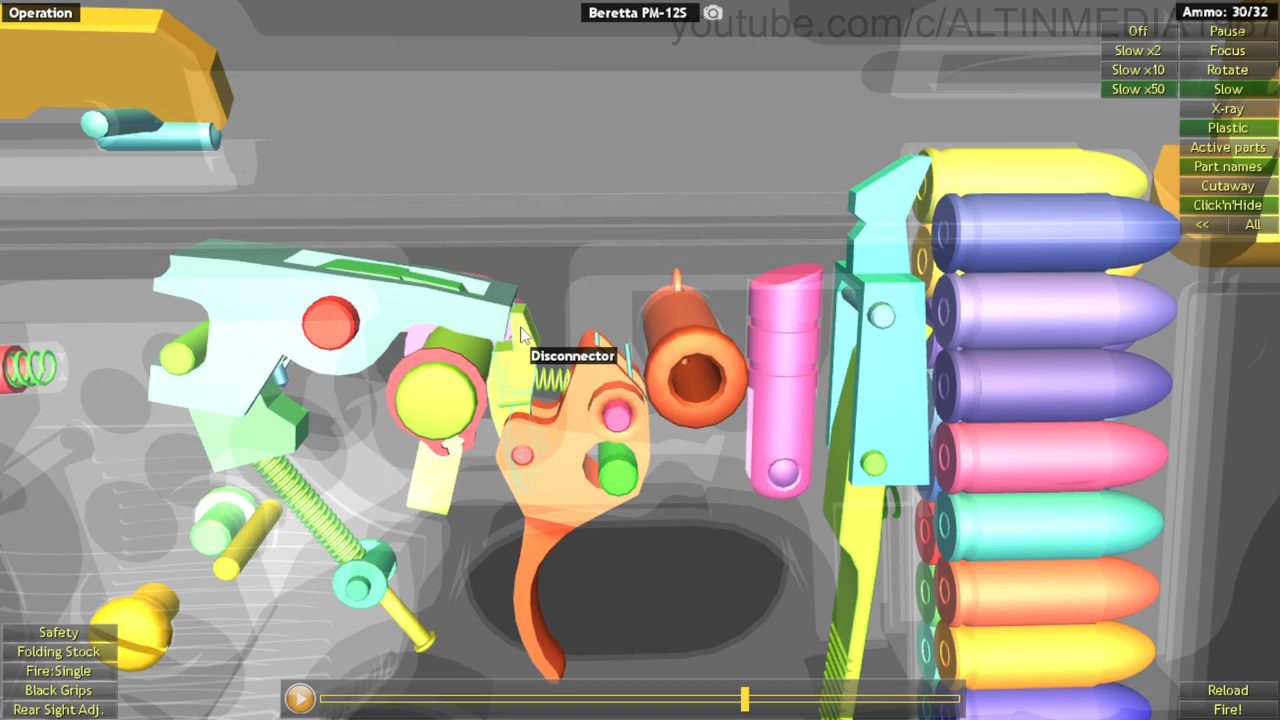 Operation
Beretta PM-12S
Ammo: 30/32
youtube.com/c/ALTINMEDIA1987
Off
Pause
Slow x2
Focus
Slow x10
Rotate
Slow x50
Slow
X-ray
Plastic
Active parts
Part names
Cutaway
Click'n'Hide
<<
All
Disconnector
Safety
Folding Stock
Fire:Single
Black Grips
Rear Sight Adj.
Reload
Fire!